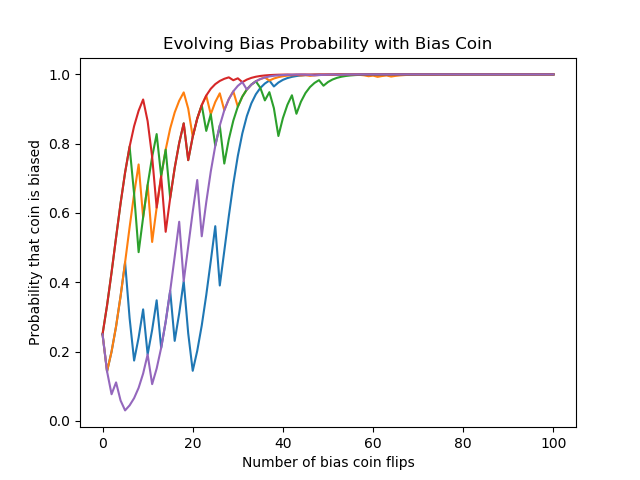 Evolving Bias Probability with Bias Coin
Probability that coin is biased
1.0
0.8
0.6
0.4
0.2
0.0
0 20 40 60 80 100
Number of bias coin flips